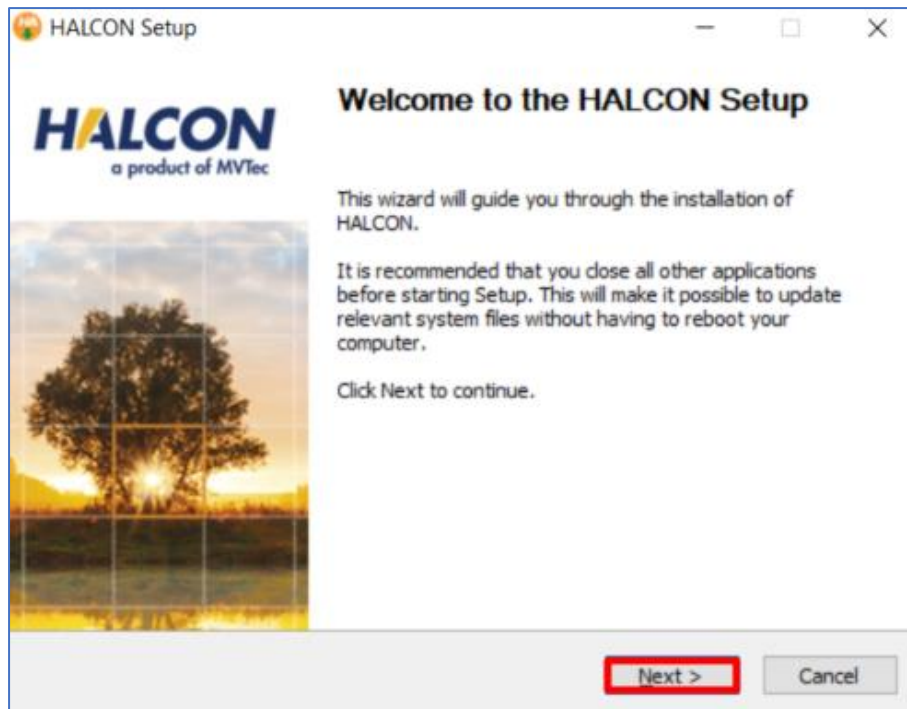 HALCON Setup
HALCON
a product of MVTec
Welcome to the HALCON Setup
This wizard will guide you through the installation of
HALCON.
It is recommended that you close all other applications
before starting Setup. This will make it possible to update
relevant system files without having to reboot your
computer.
Click Next to continue.
Next >
Cancel